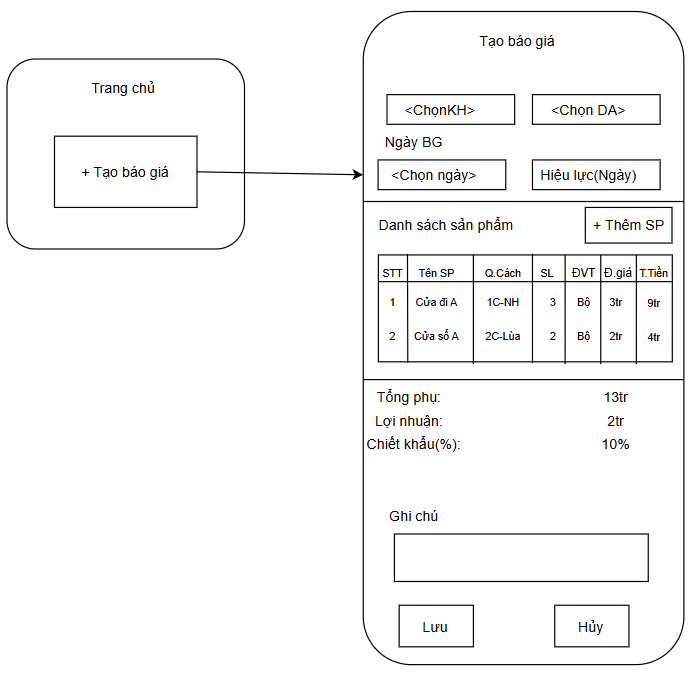 Trang chủ
+ Tạo báo giá
Tạo báo giá
<ChọnKH> <Chọn DA>
Ngày BG
<Chọn ngày> Hiệu lực(Ngày)
Danh sách sản phẩm + Thêm SP
STT Tên SP Q.Cách SL ĐVT Đ.giá T.Tiền
1 Cửa đi A 1C-NH 3 Bộ 3tr 9tr
2 Cửa sổ A 2C-Lùa 2 Bộ 2tr 4tr
Tổng phụ: 13tr
Lợi nhuận: 2tr
Chiết khấu(%): 10%
Ghi chú
Lưu Hủy